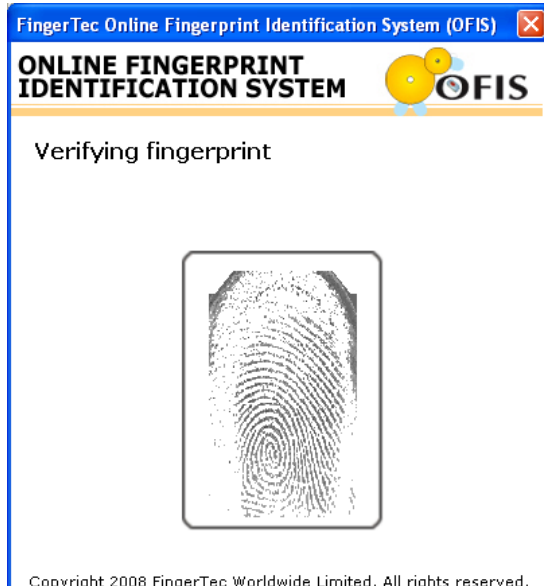 FingerTec Online Fingerprint Identification System (OFIS)
ONLINE FINGERPRINT
IDENTIFICATION SYSTEM
OFIS
Verifying fingerprint
Copyright 2008 FingerTec Worldwide Limited. All rights reserved.